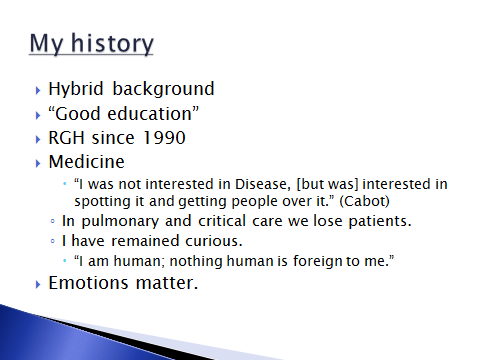 My history
Hybrid background
“Good education”
RGH since 1990
Medicine
“I was not interested in Disease, [but was] interested in
spotting it and getting people over it.” (Cabot)
In pulmonary and critical care we lose patients.
I have remained curious.
“I am human; nothing human is foreign to me.”
Emotions matter.